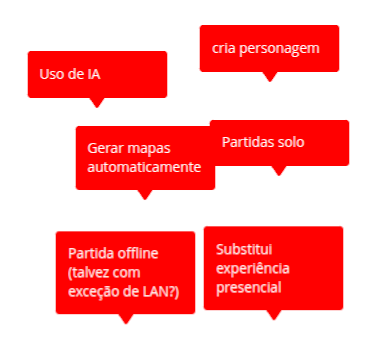 cria personagem
Uso de IA
Partidas solo
Gerar mapas
automaticamente
Partida offline
(talvez com
exceção de LAN?)
Substitui
experiência
presencial